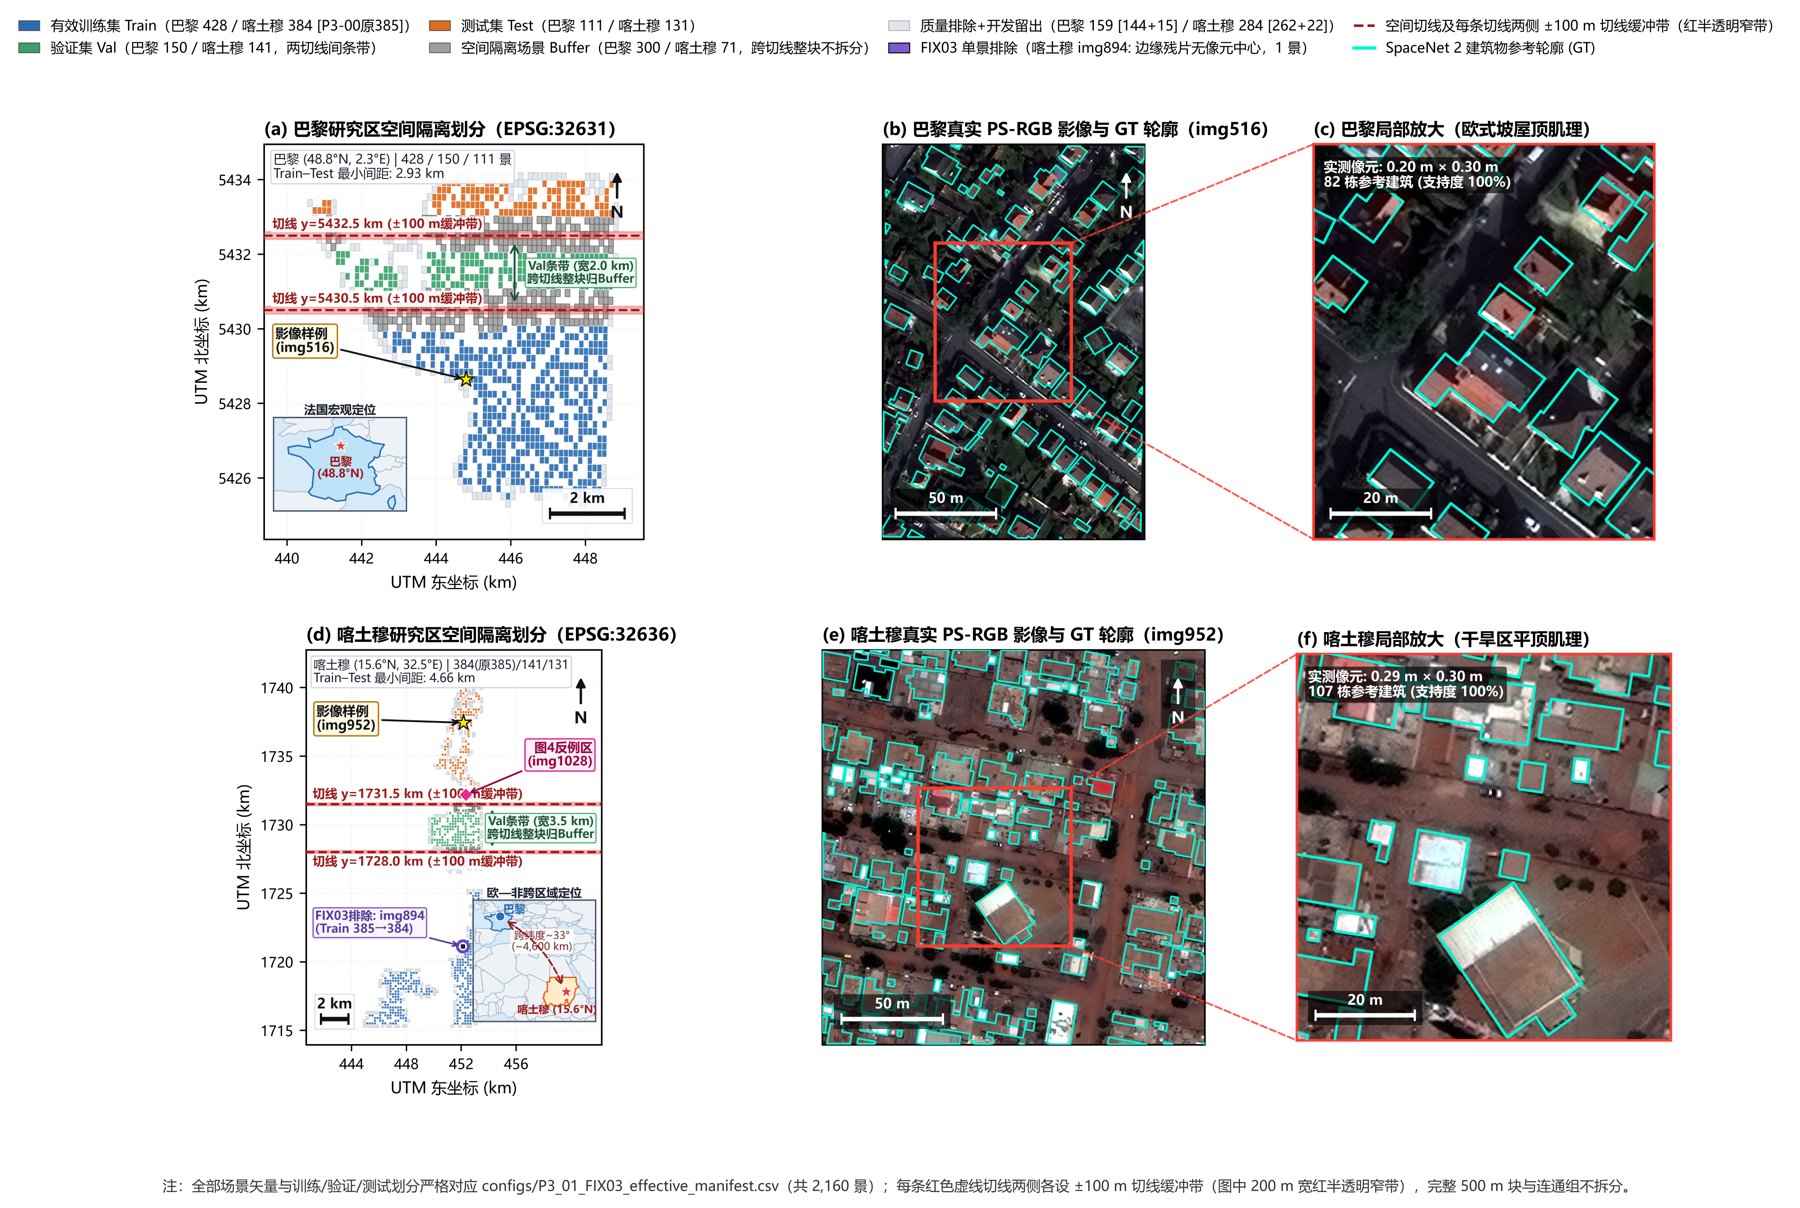 有效训练集 Train（巴黎 428 / 喀土穆 384 [P3-00原385]）
测试集 Test（巴黎 111 / 喀土穆 131）
质量排除+开发留出（巴黎 159 [144+15] / 喀土穆 284 [262+22]）
空间切线及每条切线两侧 ±100 m 切线缓冲带（红半透明窄带）
验证集 Val（巴黎 150 / 喀土穆 141，两切线间条带）
空间隔离场景 Buffer（巴黎 300 / 喀土穆 71，跨切线整块不拆分）
FIX03 单景排除（喀土穆 img894: 边缘残片无像元中心，1 景）
SpaceNet 2 建筑物参考轮廓 (GT)
(a) 巴黎研究区空间隔离划分（EPSG:32631）
巴黎 (48.8°N, 2.3°E) | 428 / 150 / 111 景
Train–Test 最小间距: 2.93 km
N
切线 y=5432.5 km (±100 m缓冲带)
Val条带 (宽2.0 km)
跨切线整块归Buffer
切线 y=5430.5 km (±100 m缓冲带)
影像样例
(img516)
法国宏观定位
巴黎
(48.8°N)
2 km
5434
5432
5430
5428
5426
UTM 北坐标 (km)
440
442
444
446
448
UTM 东坐标 (km)
(b) 巴黎真实 PS-RGB 影像与 GT 轮廓（img516）
N
50 m
(c) 巴黎局部放大（欧式坡屋顶肌理）
实测像元: 0.20 m × 0.30 m
82 栋参考建筑 (支持度 100%)
20 m
(d) 喀土穆研究区空间隔离划分（EPSG:32636）
喀土穆 (15.6°N, 32.5°E) | 384(原385)/141/131
Train–Test 最小间距: 4.66 km
N
影像样例
(img952)
图4反例区
(img1028)
切线 y=1731.5 km (±100 m缓冲带)
Val条带 (宽3.5 km)
跨切线整块归Buffer
切线 y=1728.0 km (±100 m缓冲带)
欧—非跨区域定位
巴黎
跨纬度~33°
(~4,600 km)
喀土穆 (15.6°N)
FIX03排除: img894
(Train 385→384)
2 km
1740
1735
1730
1725
1720
1715
UTM 北坐标 (km)
444
448
452
456
UTM 东坐标 (km)
(e) 喀土穆真实 PS-RGB 影像与 GT 轮廓（img952）
N
50 m
(f) 喀土穆局部放大（干旱区平顶肌理）
实测像元: 0.29 m × 0.30 m
107 栋参考建筑 (支持度 100%)
20 m
注：全部场景矢量与训练/验证/测试划分严格对应 configs/P3_01_FIX03_effective_manifest.csv（共 2,160 景）；每条红色虚线切线两侧各设 ±100 m 切线缓冲带（图中 200 m 宽红半透明窄带），完整 500 m 块与连通组不拆分。